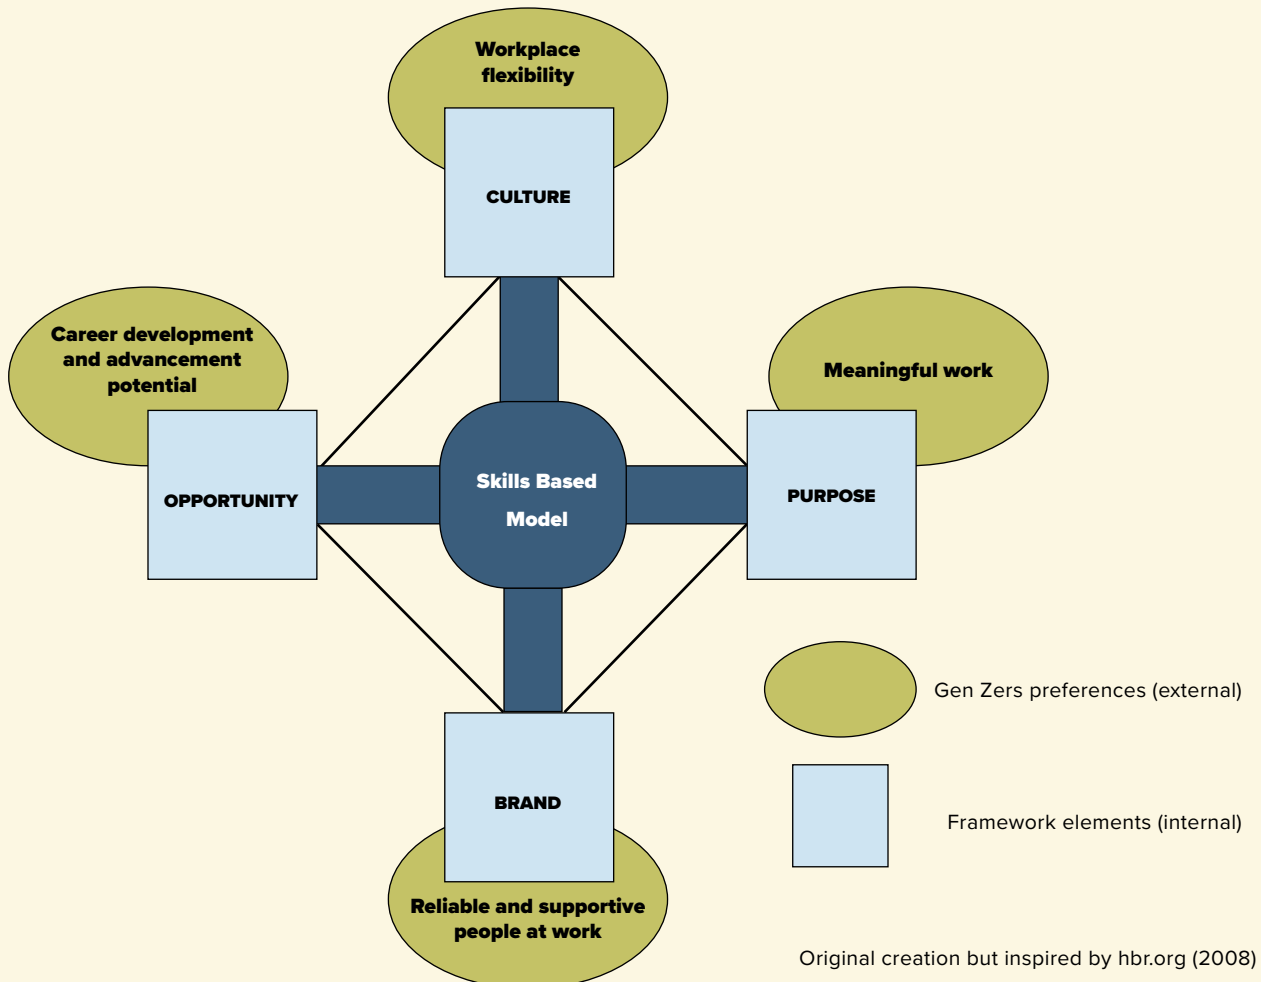 Workplace
flexibility
CULTURE
Career development
and advancement
potential
OPPORTUNITY
Skills Based
Model
Meaningful work
PURPOSE
BRAND
Reliable and supportive
people at work
Gen Zers preferences (external)
Framework elements (internal)
Original creation but inspired by hbr.org (2008)